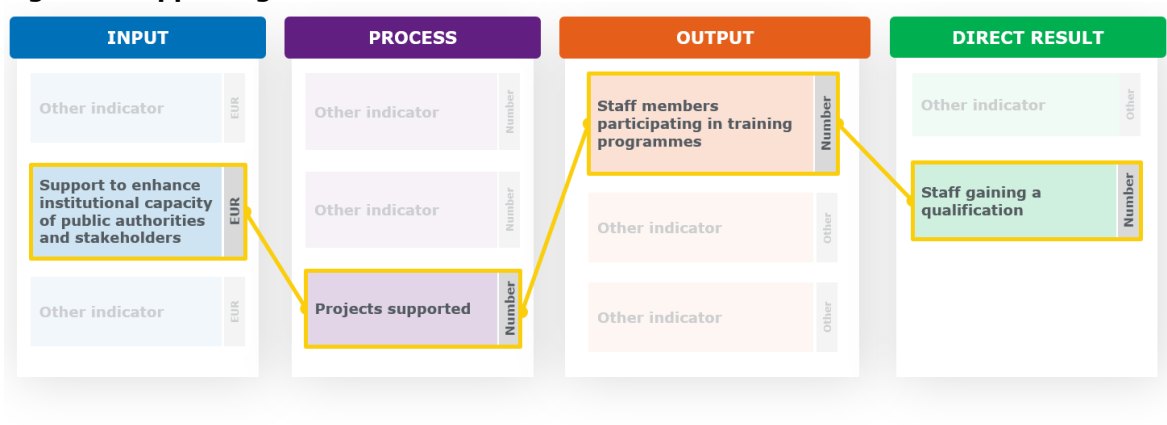 INPUT
Other indicator
EUR
Support to enhance
institutional capacity
of public authorities
and stakeholders
EUR
Other indicator
EUR
PROCESS
Other indicator
Number
Other indicator
Number
Projects supported
Number
OUTPUT
Staff members
participating in training
programmes
Number
Other indicator
Other
Other indicator
Other
DIRECT RESULT
Other indicator
Other
Staff gaining a
qualification
Number